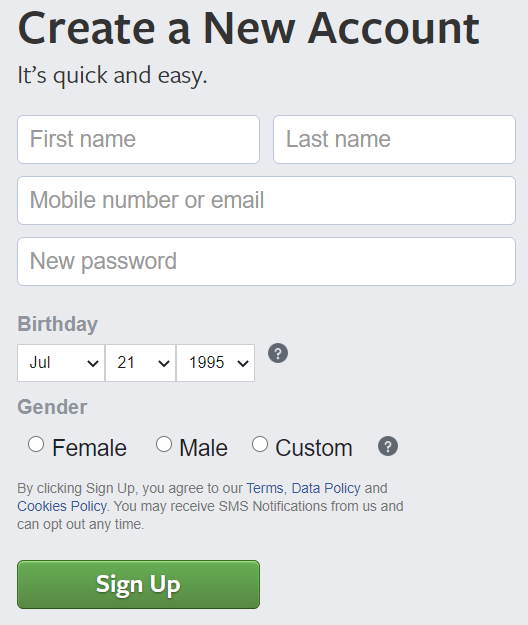 Create a New Account
It's quick and easy.
First name Last name
Mobile number or email
New password
Birthday
Jul 21 1995 ?
Gender
Female Male Custom ?
By clicking Sign Up, you agree to our Terms, Data Policy and
Cookies Policy. You may receive SMS Notifications from us and
can opt out any time.
Sign Up